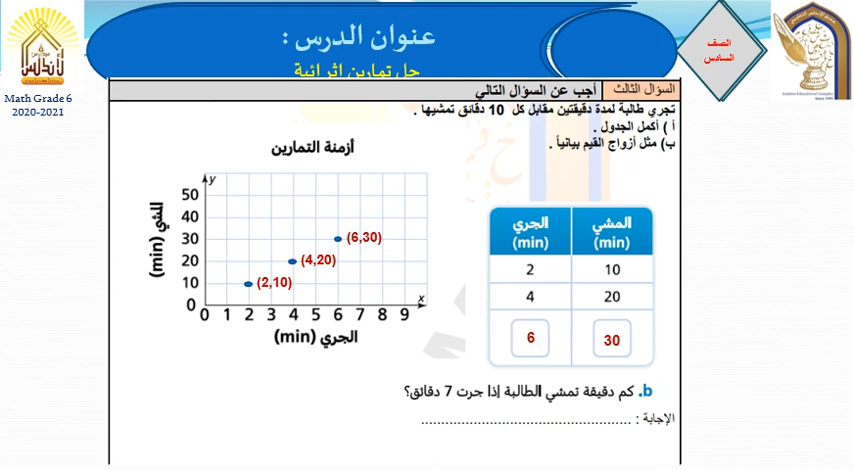 عنوان الدرس :
حل تمارين اثرائية
الصف
السادس
Math Grade 6
2020-2021
السؤال الثالث
أجب عن السؤال التالي
تجري طالبة لمدة دقيقتين مقابل كل 10 دقائق تمشيها .
أ ) أكمل الجدول .
ب) مثل أزواج القيم بيانياً .
أزمنة التمارين
y
المشي (min)
50
40
30
20
10
0
(6,30)
(4,20)
(2,10)
0 1 2 3 4 5 6 7 8 9
x
الجري (min)
المشي (min)
الجري (min)
10 2
20 4
30 6
b. كم دقيقة تمشي الطالبة إذا جرت 7 دقائق؟
الإجابة : ....................................................